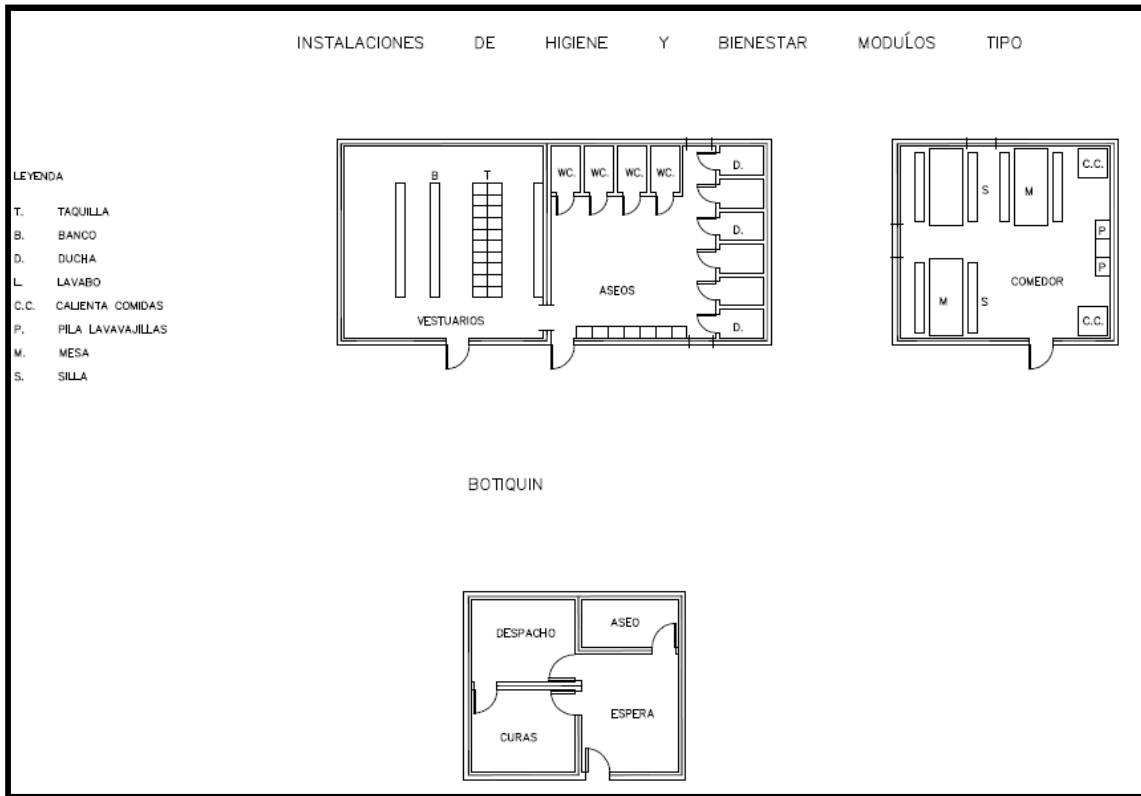 INSTALACIONES DE HIGIENE Y BIENESTAR MODUĹOS TIPO
LEYENDA
T. TAQUILLA
B. BANCO
D. DUCHA
L. LAVABO
C.C. CALIENTA COMIDAS
P. PILA LAVAVAJILLAS
M. MESA
S. SILLA
B T
WC. WC. WC. WC.
D.
D.
D.
ASEOS
VESTUARIOS
C.C.
S M
P
P
COMEDOR
M S
C.C.
BOTIQUIN
DESPACHO
ASEO
ESPERA
CURAS